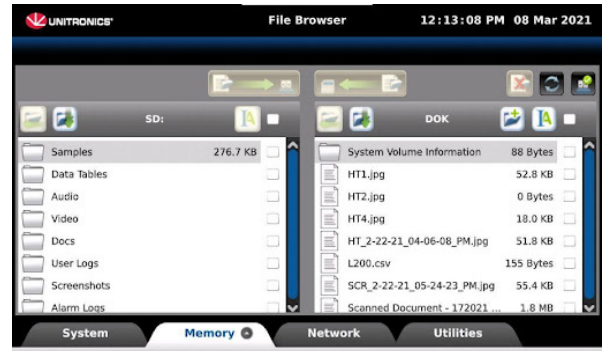 UNITRONICS® File Browser 12:13:08 PM 08 Mar 2021
SD: DOK
Samples 276.7 KB
Data Tables
Audio
Video
Docs
User Logs
Screenshots
Alarm Logs
System Volume Information 88 Bytes
HT1.jpg 52.8 KB
HT2.jpg 0 Bytes
HT4.jpg 18.0 KB
HT_2-22-21_04-06-08_PM.jpg 51.8 KB
L200.csv 155 Bytes
SCR_2-22-21_05-24-23_PM.jpg 55.4 KB
Scanned Document - 172021 ... 1.8 MB
System Memory Network Utilities